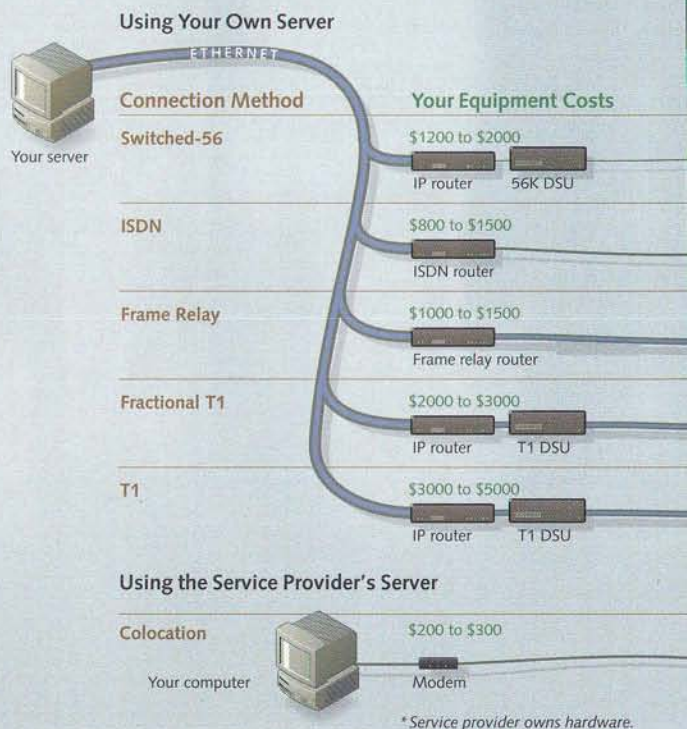 Using Your Own Server
ETHERNET
Your server
Connection Method Your Equipment Costs
Switched-56 $1200 to $2000
IP router 56K DSU
ISDN $800 to $1500
ISDN router
Frame Relay $1000 to $1500
Frame relay router
Fractional T1 $2000 to $3000
IP router T1 DSU
T1 $3000 to $5000
IP router T1 DSU
Using the Service Provider's Server
Colocation $200 to $300
Your computer Modem
*Service provider owns hardware.